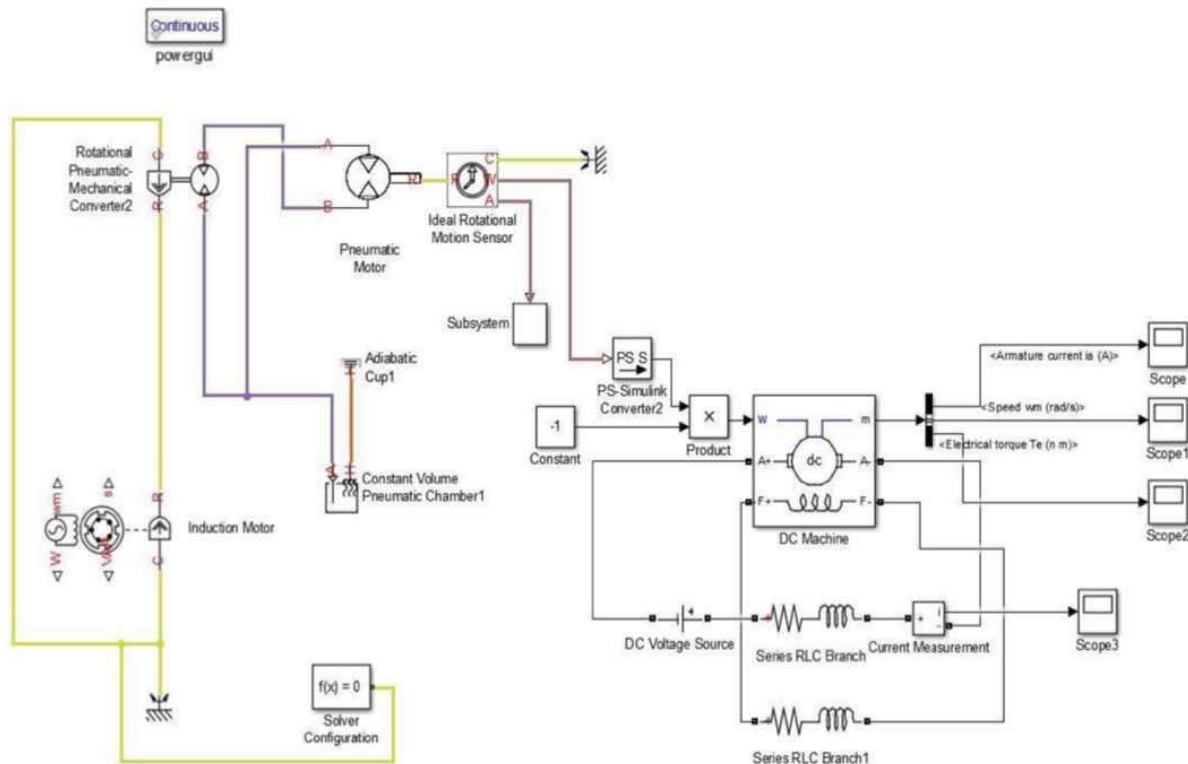 Continuous
powergui
Rotational
Pneumatic-
Mechanical
Converter2
C
R
B
A
A
B
Pneumatic
Motor
R
R
C
W
A
Ideal Rotational
Motion Sensor
Subsystem
Adiabatic
Cup1
H
A
H
Constant Volume
Pneumatic Chamber1
wm
s
W
R
C
Induction Motor
f(x) = 0
Solver
Configuration
PS S
PS-Simulink
Converter2
-1
Constant
×
Product
w
m
A+
dc
A-
F+
F-
DC Machine
<Armature current ia (A)>
<Speed wm (rad/s)>
<Electrical torque Te (n m)>
Scope
Scope1
Scope2
Scope3
DC Voltage Source
Series RLC Branch
+
i
-
Current Measurement
Series RLC Branch1